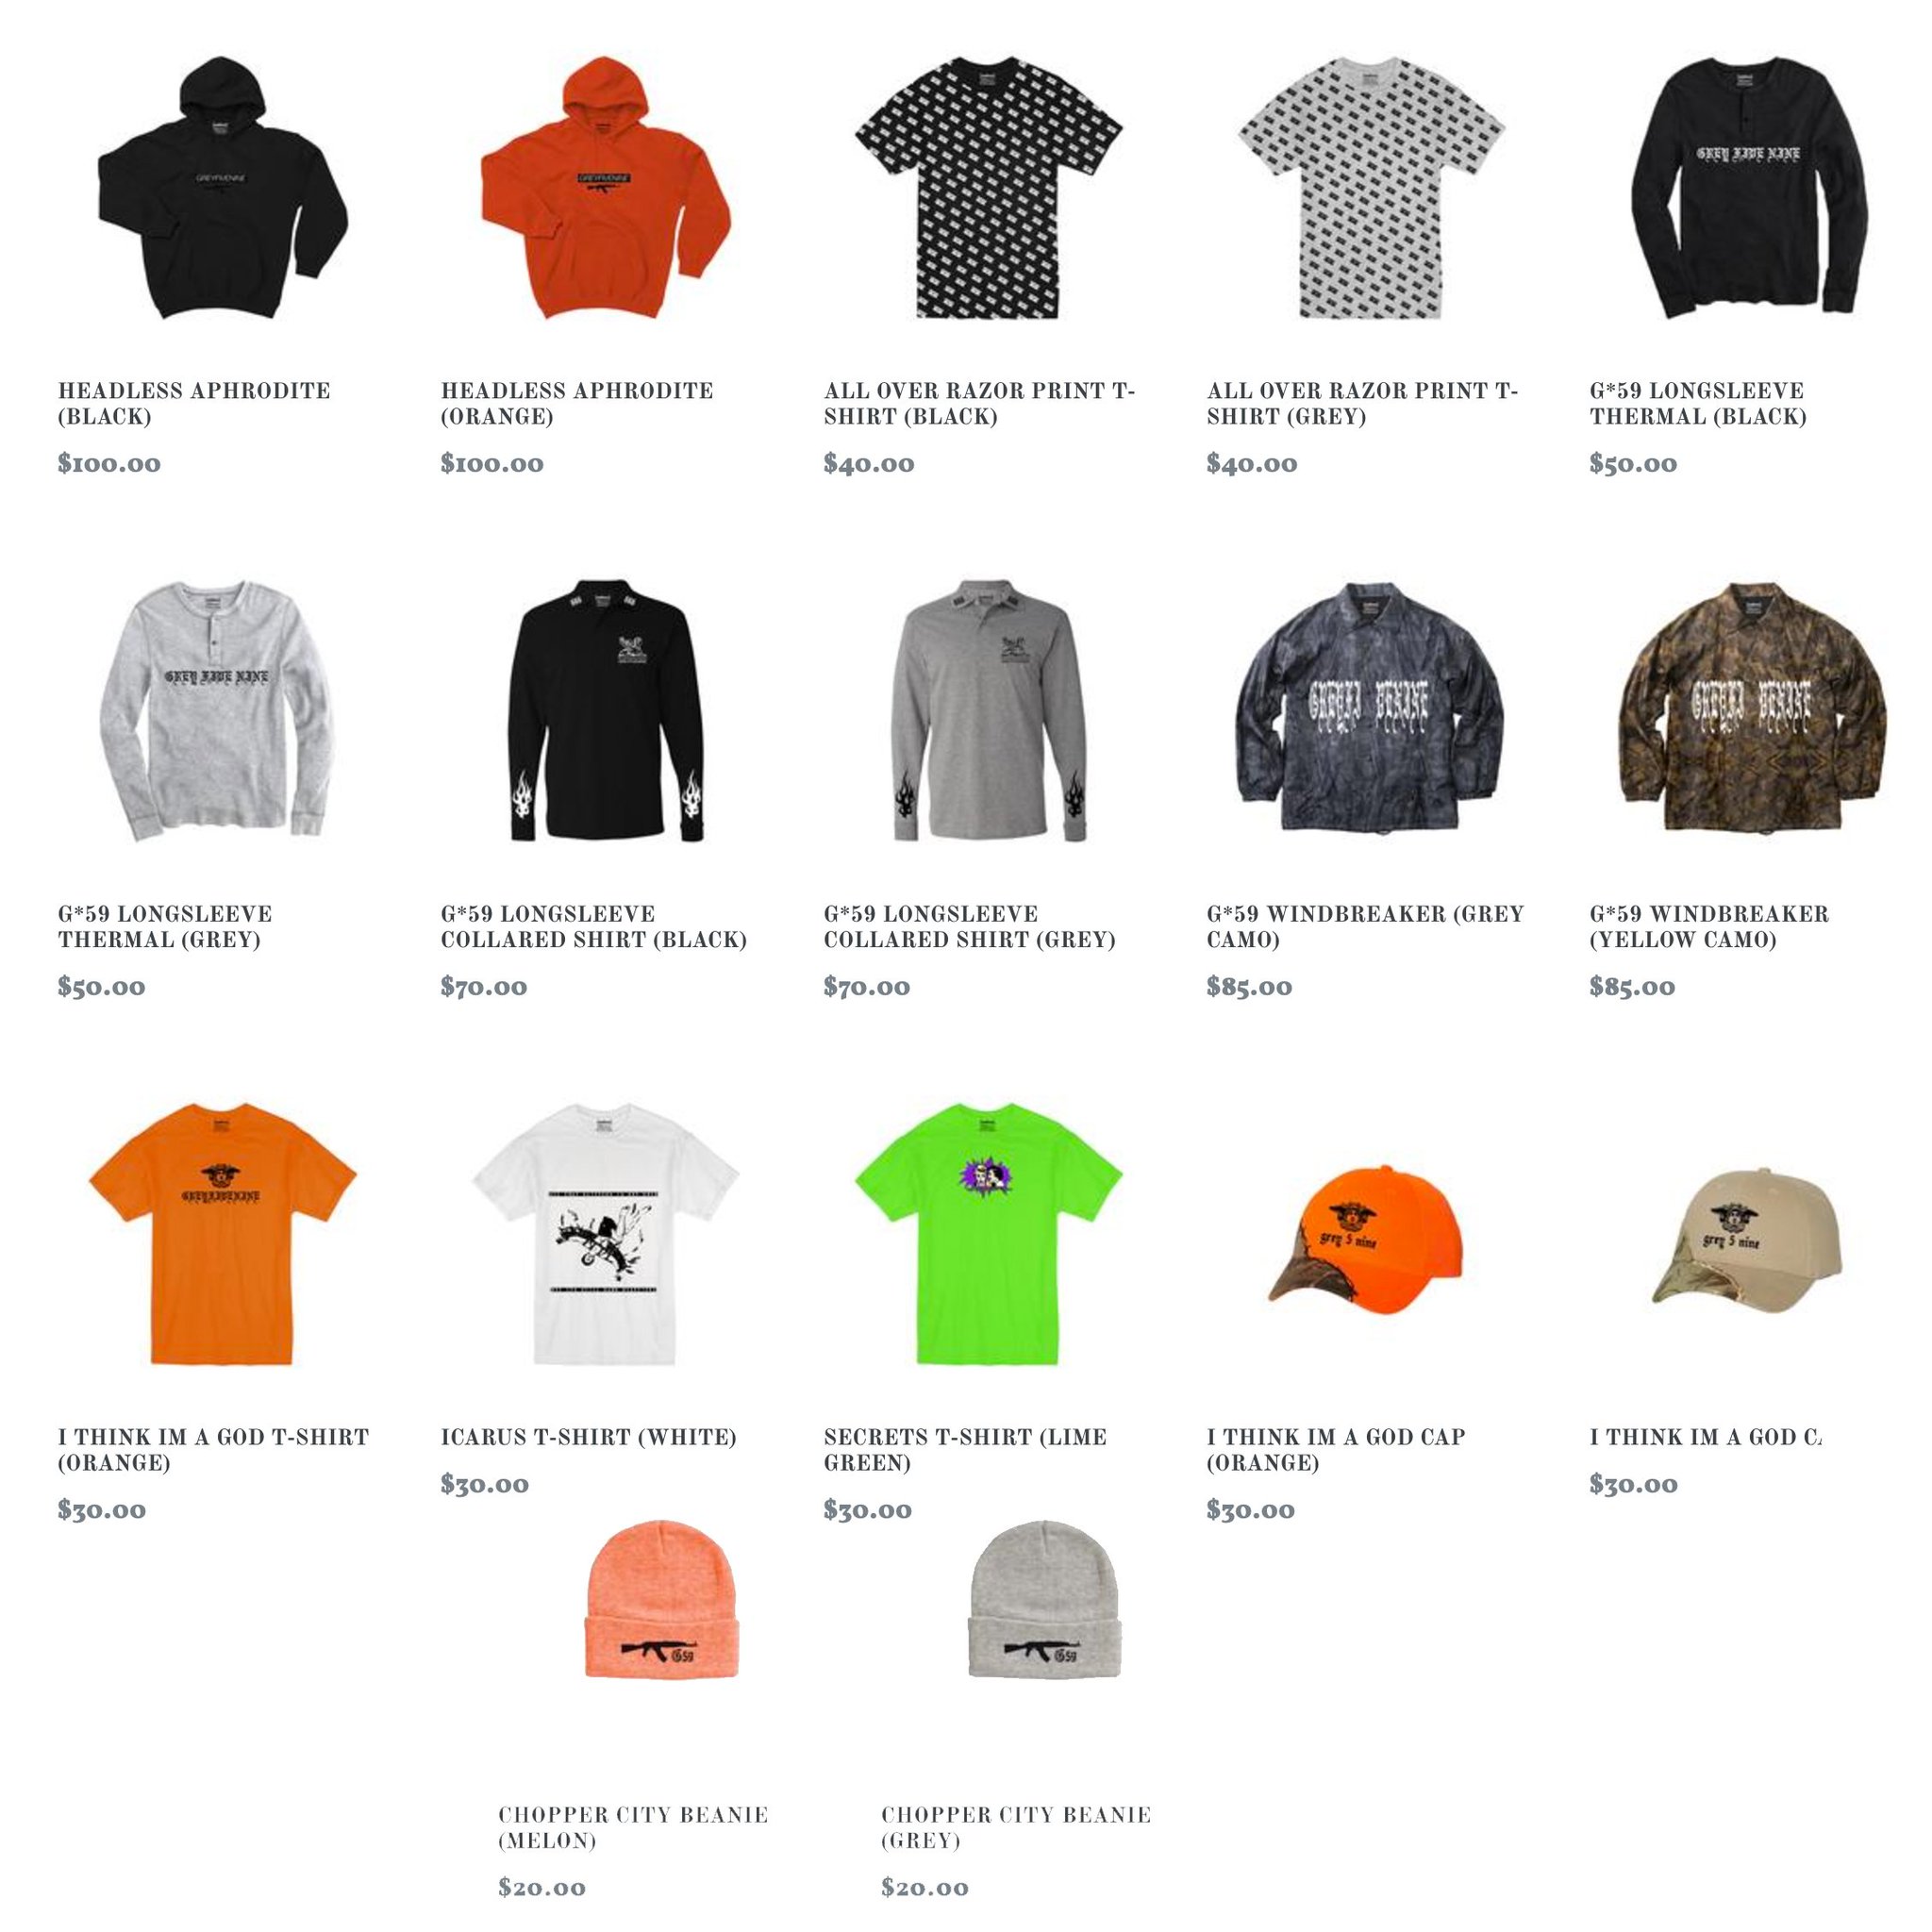 GREYFIVENINE
GREYFIVENINE
GREY FIVE NINE
HEADLESS APHRODITE
(BLACK)
$100.00
HEADLESS APHRODITE
(ORANGE)
$100.00
ALL OVER RAZOR PRINT T-
SHIRT (BLACK)
$40.00
ALL OVER RAZOR PRINT T-
SHIRT (GREY)
$40.00
G*59 LONGSLEEVE
THERMAL (BLACK)
$50.00
GREY FIVE NINE
GREYFI VENINE
GREYFI VENINE
G*59 LONGSLEEVE
THERMAL (GREY)
$50.00
G*59 LONGSLEEVE
COLLARED SHIRT (BLACK)
$70.00
G*59 LONGSLEEVE
COLLARED SHIRT (GREY)
$70.00
G*59 WINDBREAKER (GREY
CAMO)
$85.00
G*59 WINDBREAKER
(YELLOW CAMO)
$85.00
GREYFIVENINE
grey 5 nine
grey 5 nine
I THINK IM A GOD T-SHIRT
(ORANGE)
$30.00
ICARUS T-SHIRT (WHITE)
$30.00
SECRETS T-SHIRT (LIME
GREEN)
$30.00
I THINK IM A GOD CAP
(ORANGE)
$30.00
I THINK IM A GOD
$30.00
G59
G59
CHOPPER CITY BEANIE
(MELON)
$20.00
CHOPPER CITY BEANIE
(GREY)
$20.00